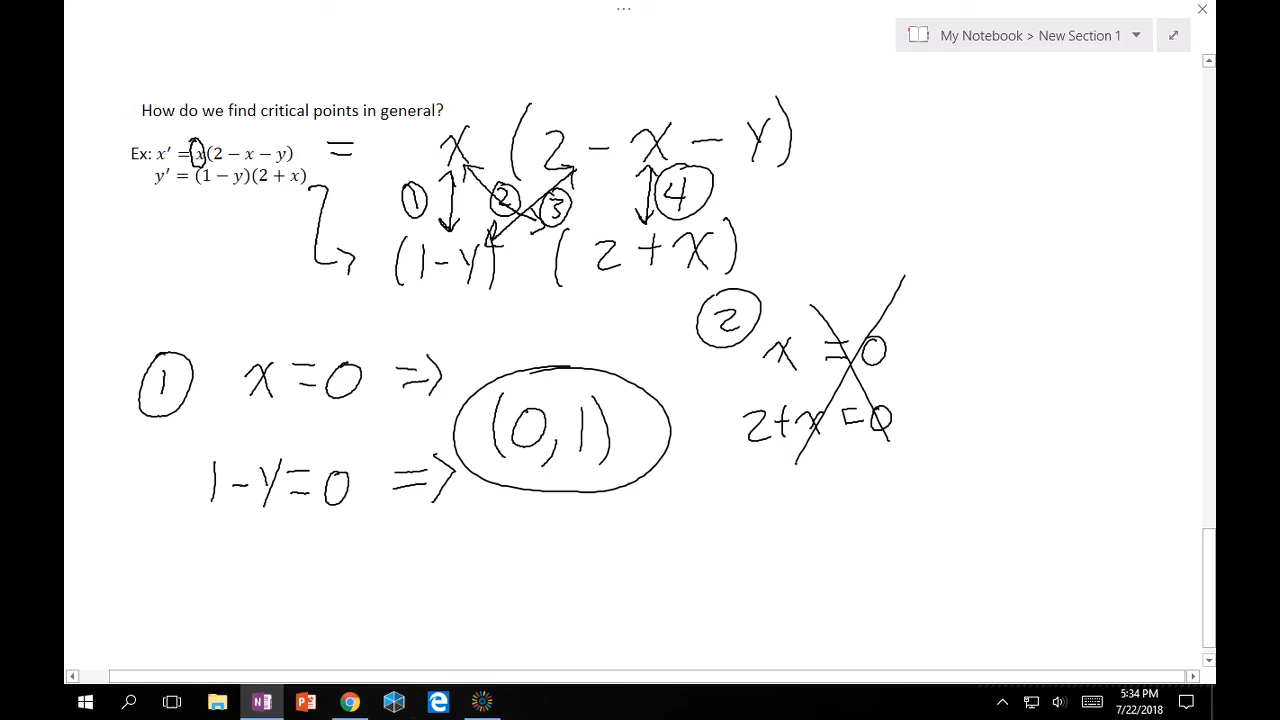 ...
My Notebook > New Section 1
How do we find critical points in general?
Ex: x′ = x(2 − x − y)
y′ = (1 − y)(2 + x)
= x (2 - x - y)
1 2 3 4
(1-y) (2 + x)
2
x = 0
2+x = 0
1 x = 0 =>
(0,1)
1-y=0 =>
5:34 PM
7/22/2018